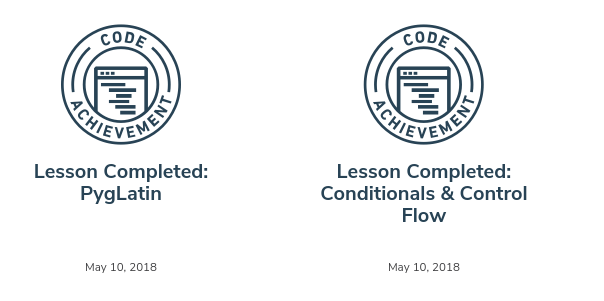 CODE
ACHIEVEMENT
Lesson Completed:
PygLatin
May 10, 2018
CODE
ACHIEVEMENT
Lesson Completed:
Conditionals & Control
Flow
May 10, 2018